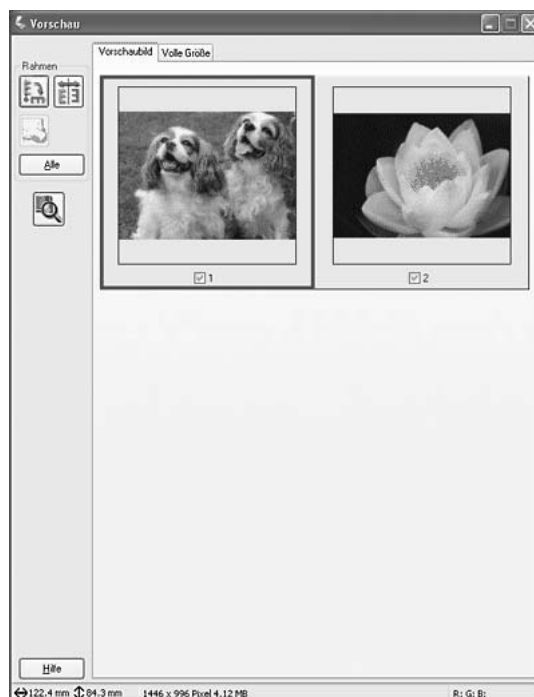 Vorschau
Vorschaubild Volle Größe
Rahmen
Alle
1 2
Hilfe
122.4 mm 84.3 mm 1446 x 996 Pixel 4.12 MB R: G: B: